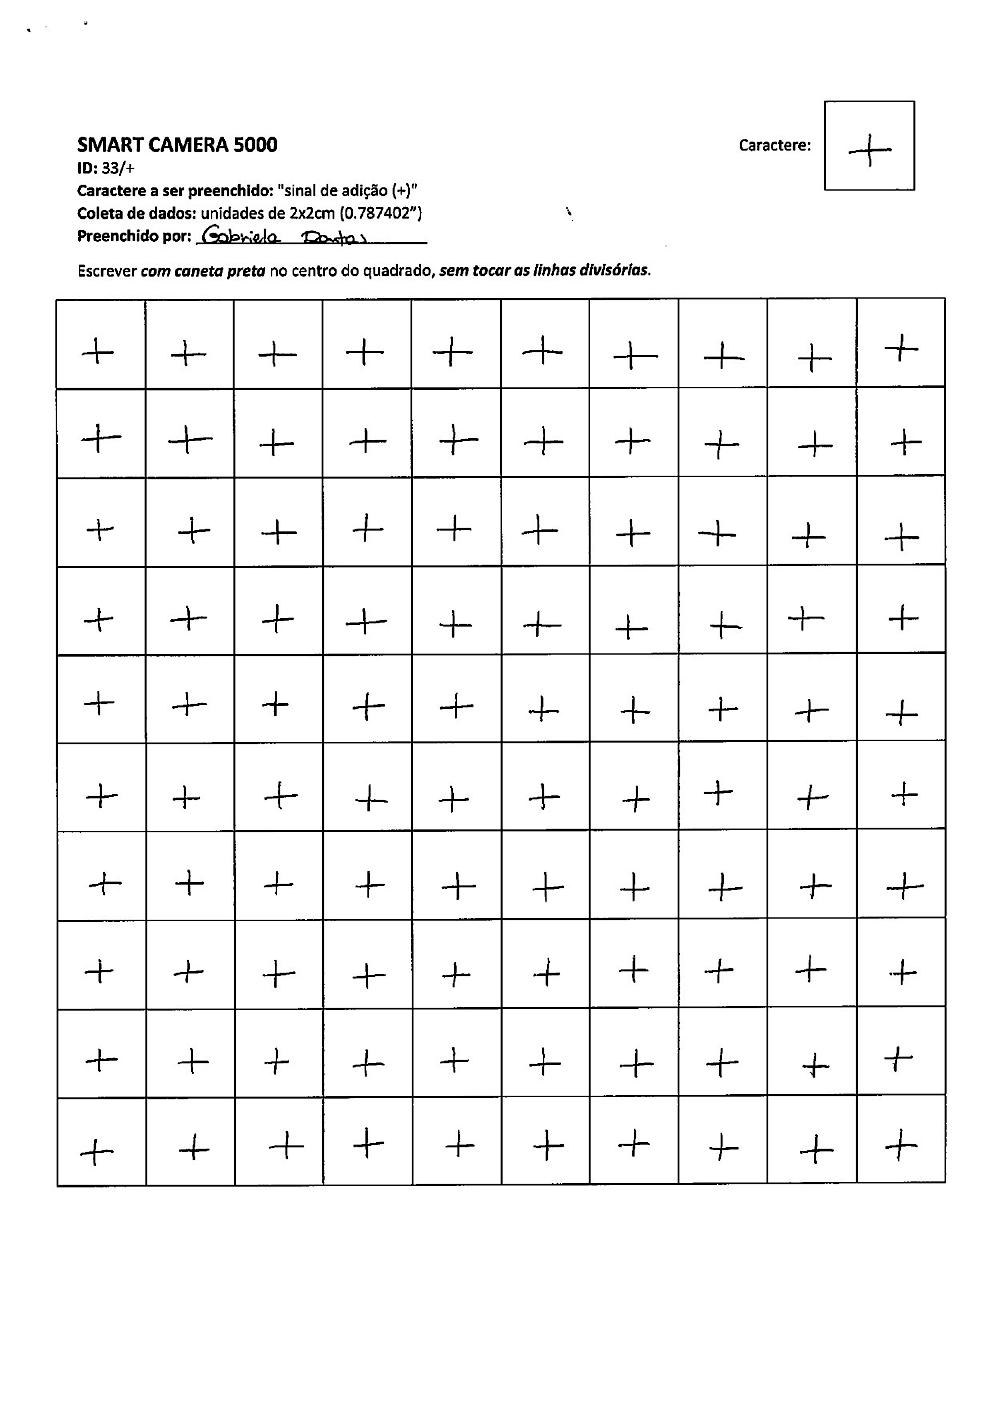 SMART CAMERA 5000
Caractere: +
ID: 33/+
Caractere a ser preenchido: "sinal de adição (+)"
Coleta de dados: unidades de 2x2cm (0.787402”)
Preenchido por: Gabriela Dantas
Escrever com caneta preta no centro do quadrado, sem tocar as linhas divisórias.
+ + + + + + + + + +
+ + + + + + + + + +
+ + + + + + + + + +
+ + + + + + + + + +
+ + + + + + + + + +
+ + + + + + + + + +
+ + + + + + + + + +
+ + + + + + + + + +
+ + + + + + + + + +
+ + + + + + + + + +